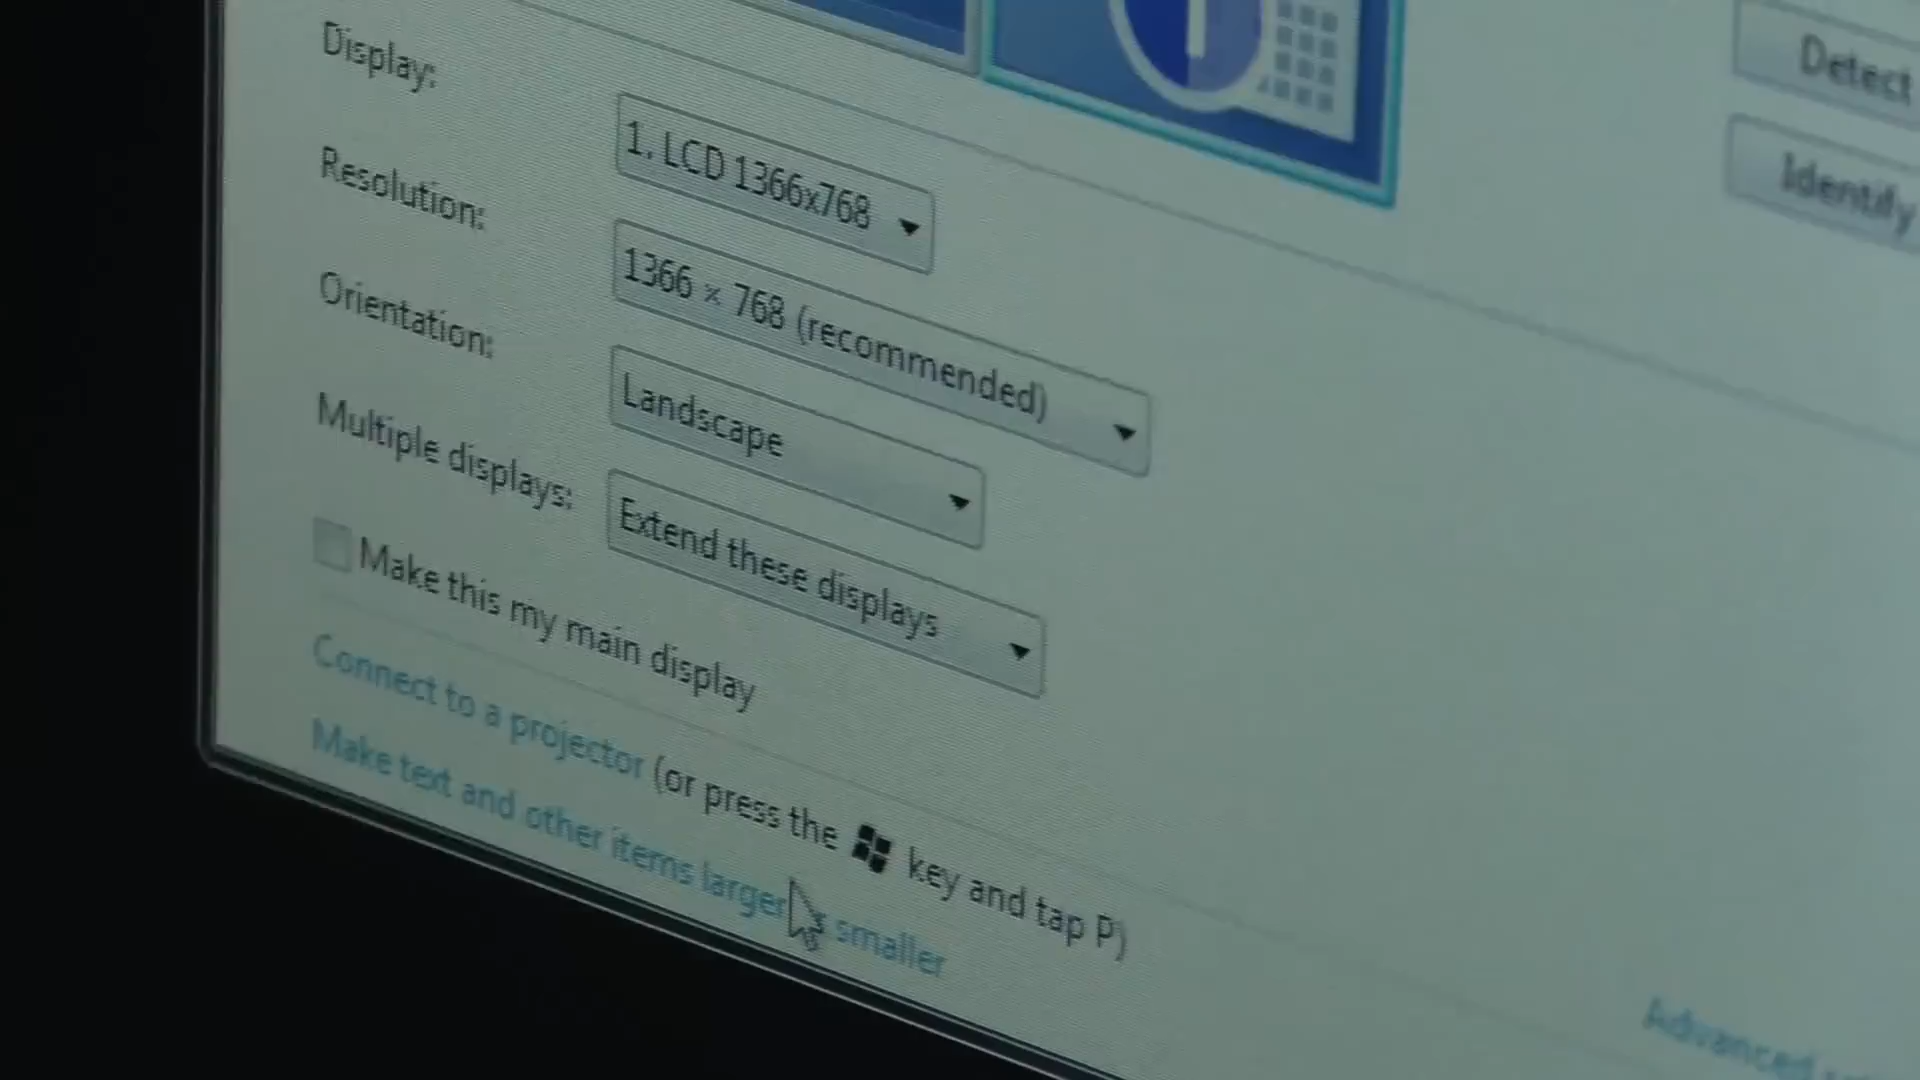 Detect
Identify
Display:
1. LCD 1366x768
Resolution:
1366 × 768 (recommended)
Orientation:
Landscape
Multiple displays:
Extend these displays
Make this my main display
Connect to a projector (or press the key and tap P)
Make text and other items larger smaller
Advanced